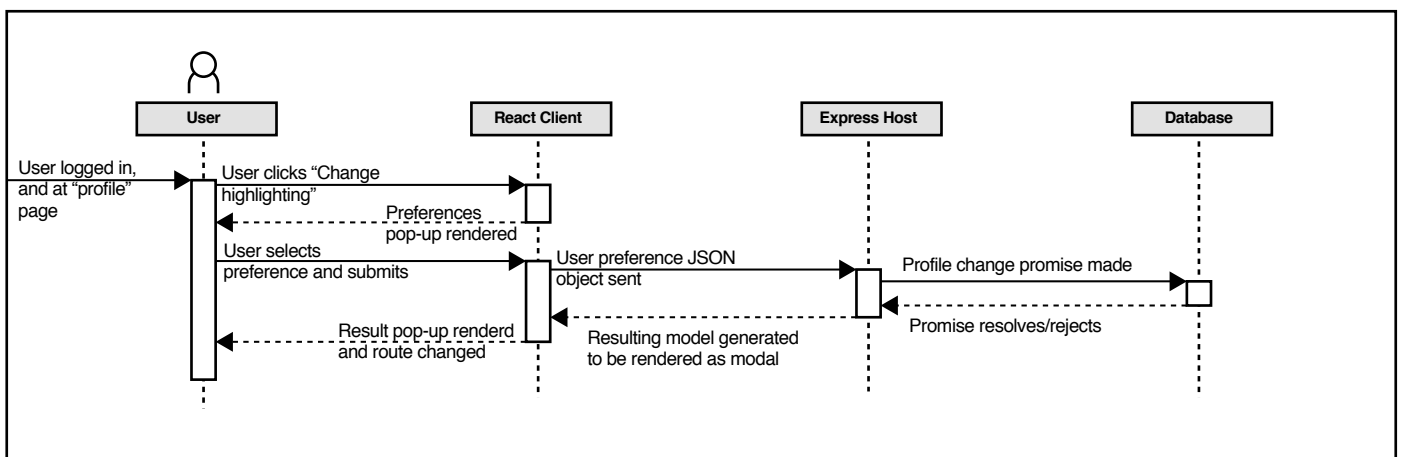 User
React Client
Express Host
Database
User logged in,
and at “profile”
page
User clicks “Change
highlighting”
Preferences
pop-up rendered
User selects
preference and submits
User preference JSON
object sent
Profile change promise made
Promise resolves/rejects
Resulting model generated
to be rendered as modal
Result pop-up renderd
and route changed